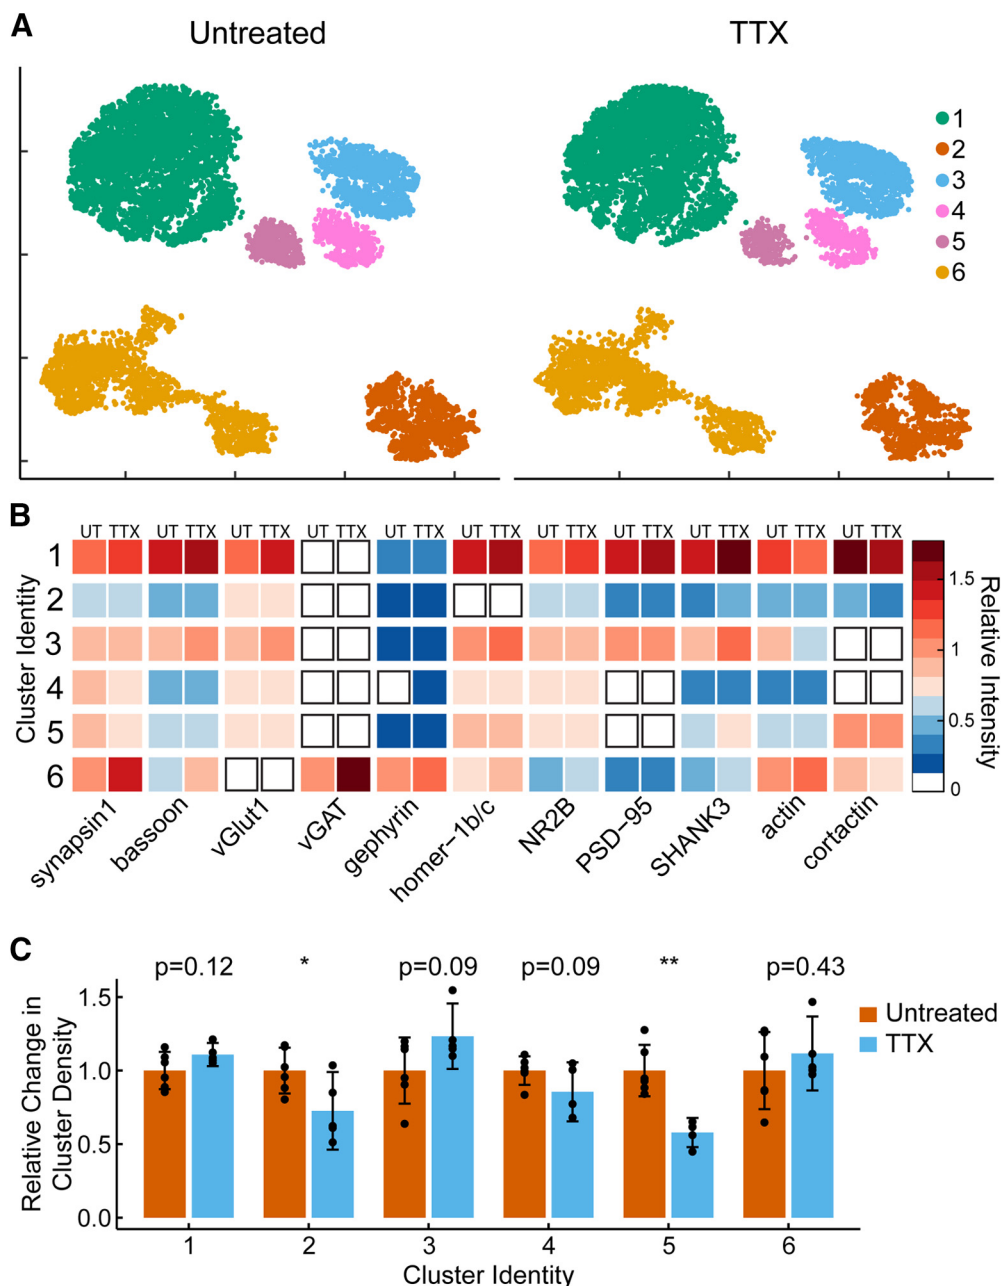 A
Untreated
TTX
1
2
3
4
5
6
B
UT TTX UT TTX UT TTX UT TTX UT TTX UT TTX UT TTX UT TTX UT TTX UT TTX UT TTX
Cluster Identity
1
2
3
4
5
6
1.5
1
0.5
0
Relative Intensity
synapsin1
bassoon
vGlut1
vGAT
gephyrin
homer-1b/c
NR2B
PSD-95
SHANK3
actin
cortactin
C
p=0.12
*
p=0.09
p=0.09
**
p=0.43
Relative Change in
Cluster Density
1.5
1.0
0.5
0.0
Untreated
TTX
1 2 3 4 5 6
Cluster Identity